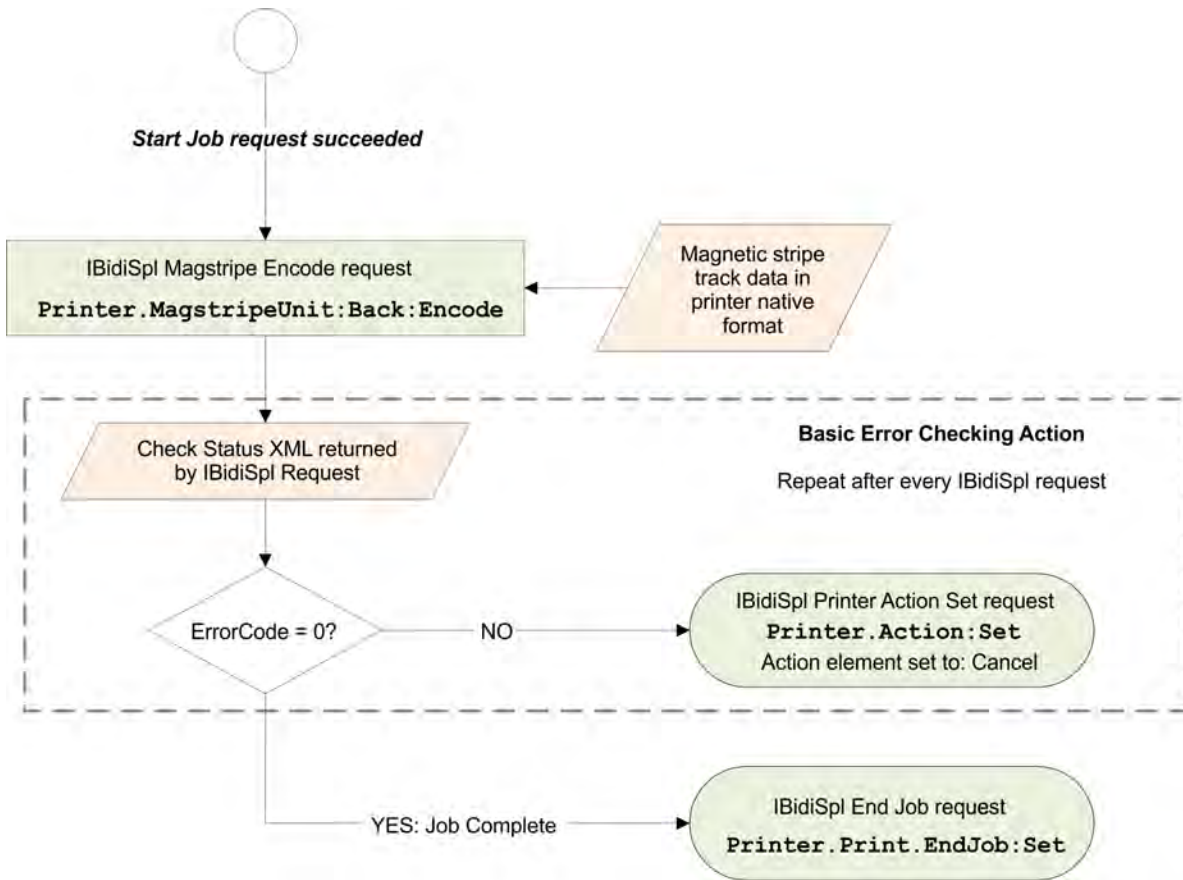 Start Job request succeeded
IBidiSpl Magstripe Encode request
Printer.MagstripeUnit:Back:Encode
Magnetic stripe
track data in
printer native
format
Check Status XML returned
by IBidiSpl Request
Basic Error Checking Action
Repeat after every IBidiSpl request
ErrorCode = 0?
NO
IBidiSpl Printer Action Set request
Printer.Action:Set
Action element set to: Cancel
YES: Job Complete
IBidiSpl End Job request
Printer.Print.EndJob:Set